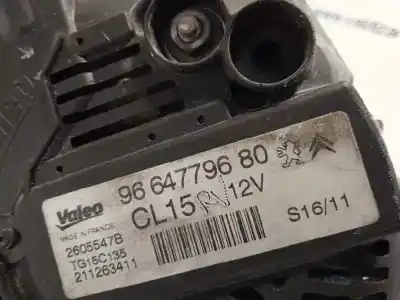 Valeo
MADE IN FRANCE
96 647796 80
CL15 12V
2605547B
TG15C135
211263411
S16/11